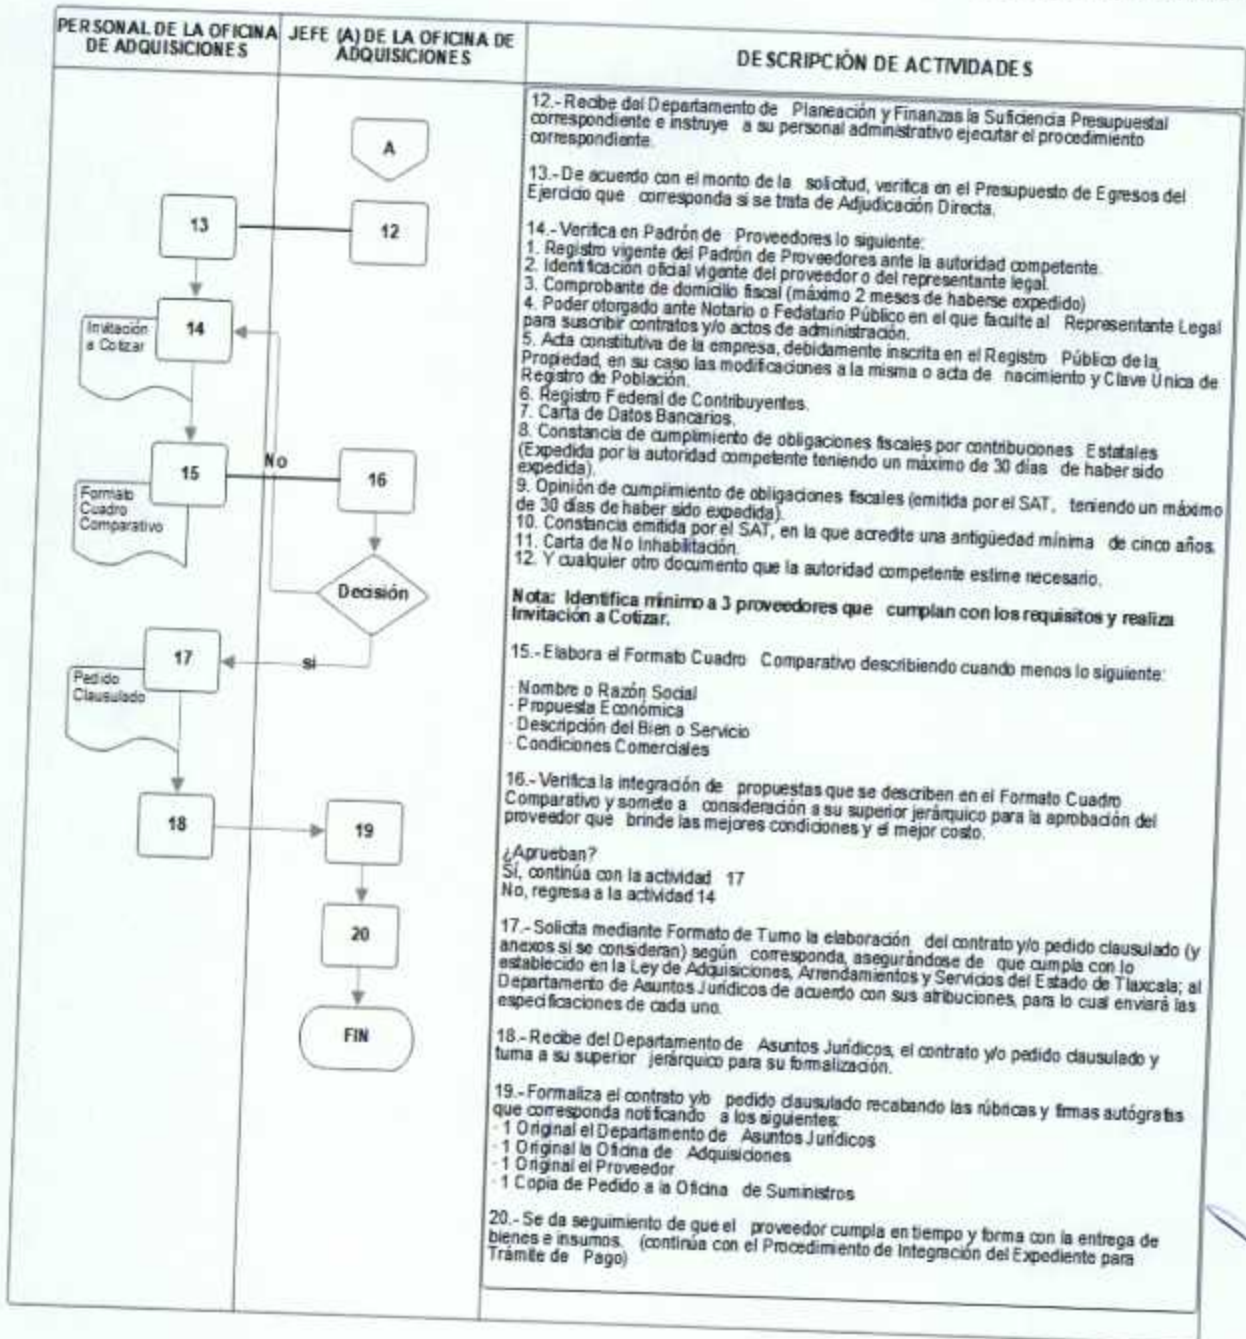 PERSONAL DE LA OFICINA
DE ADQUISICIONES
JEFE (A) DE LA OFICINA DE
ADQUISICIONES
DESCRIPCIÓN DE ACTIVIDADES
A
13
12
Invitación
a Cotizar
14
15
No
16
Formato
Cuadro
Comparativo
Decisión
17
si
Pedido
Clausulado
18
19
20
FIN
12.- Recibe del Departamento de Planeación y Finanzas la Suficiencia Presupuestal
correspondiente e instruye a su personal administrativo ejecutar el procedimiento
correspondiente.
13.- De acuerdo con el monto de la solicitud, verifica en el Presupuesto de Egresos del
Ejercicio que corresponda si se trata de Adjudicación Directa.
14.- Verifica en Padrón de Proveedores lo siguiente:
1. Registro vigente del Padrón de Proveedores ante la autoridad competente.
2. Identificación oficial vigente del proveedor o del representante legal.
3. Comprobante de domicilio fiscal (máximo 2 meses de haberse expedido)
4. Poder otorgado ante Notario o Fedatario Público en el que faculte al Representante Legal
para suscribir contratos y/o actos de administración.
5. Acta constitutiva de la empresa, debidamente inscrita en el Registro Público de la
Propiedad, en su caso las modificaciones a la misma o acta de nacimiento y Clave Única de
Registro de Población.
6. Registro Federal de Contribuyentes.
7. Carta de Datos Bancarios.
8. Constancia de cumplimiento de obligaciones fiscales por contribuciones Estatales
(Expedida por la autoridad competente teniendo un máximo de 30 días de haber sido
expedida).
9. Opinión de cumplimiento de obligaciones fiscales (emitida por el SAT, teniendo un máximo
de 30 días de haber sido expedida).
10. Constancia emitida por el SAT, en la que acredite una antigüedad mínima de cinco años.
11. Carta de No Inhabilitación.
12. Y cualquier otro documento que la autoridad competente estime necesario.
Nota: Identifica mínimo a 3 proveedores que cumplan con los requisitos y realiza
Invitación a Cotizar.
15.- Elabora el Formato Cuadro Comparativo describiendo cuando menos lo siguiente:
· Nombre o Razón Social
· Propuesta Económica
· Descripción del Bien o Servicio
· Condiciones Comerciales
16.- Verifica la integración de propuestas que se describen en el Formato Cuadro
Comparativo y somete a consideración a su superior jerárquico para la aprobación del
proveedor que brinde las mejores condiciones y el mejor costo.
¿Aprueban?
Sí, continúa con la actividad 17
No, regresa a la actividad 14
17.- Solicita mediante Formato de Turno la elaboración del contrato y/o pedido clausulado (y
anexos si se consideran) según corresponda, asegurándose de que cumpla con lo
establecido en la Ley de Adquisiciones, Arrendamientos y Servicios del Estado de Tlaxcala; al
Departamento de Asuntos Jurídicos de acuerdo con sus atribuciones, para lo cual enviará las
especificaciones de cada uno.
18.- Recibe del Departamento de Asuntos Jurídicos, el contrato y/o pedido clausulado y
turna a su superior jerárquico para su formalización.
19.- Formaliza el contrato y/o pedido clausulado recabando las rúbricas y firmas autógrafas
que corresponda notificando a los siguientes:
· 1 Original el Departamento de Asuntos Jurídicos
· 1 Original la Oficina de Adquisiciones
· 1 Original el Proveedor
· 1 Copia de Pedido a la Oficina de Suministros
20.- Se da seguimiento de que el proveedor cumpla en tiempo y forma con la entrega de
bienes e insumos. (continúa con el Procedimiento de Integración del Expediente para
Trámite de Pago)